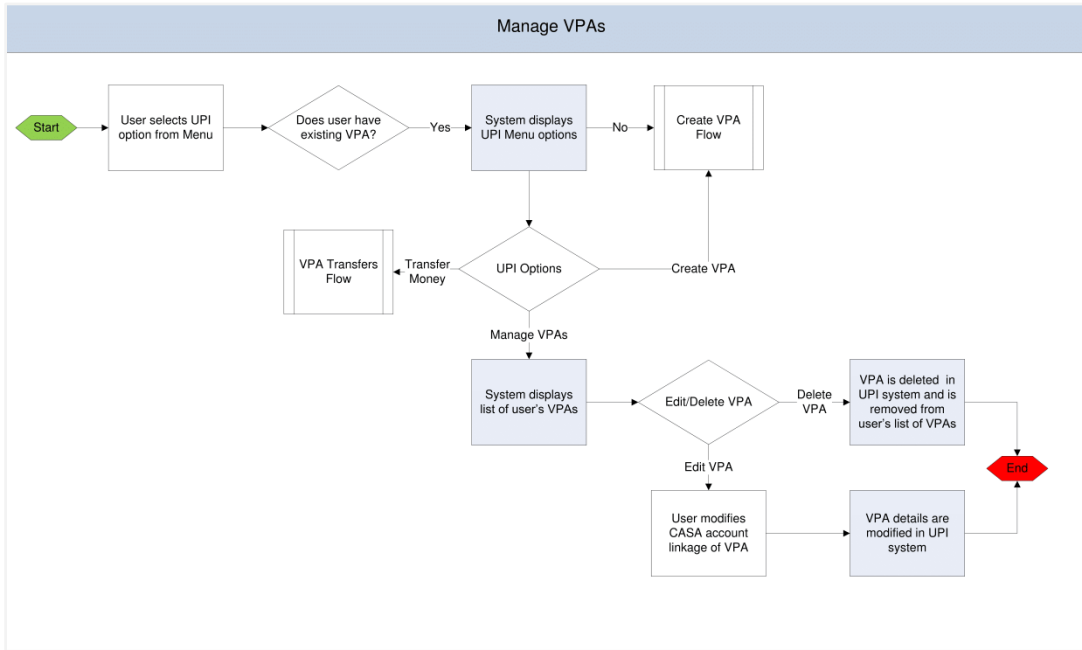 Manage VPAs
Start
User selects UPI
option from Menu
Does user have
existing VPA?
Yes
System displays
UPI Menu options
No
Create VPA
Flow
VPA Transfers
Flow
Transfer
Money
UPI Options
Create VPA
Manage VPAs
System displays
list of user's VPAs
Edit/Delete VPA
Delete
VPA
VPA is deleted in
UPI system and is
removed from
user's list of VPAs
Edit VPA
End
User modifies
CASA account
linkage of VPA
VPA details are
modified in UPI
system